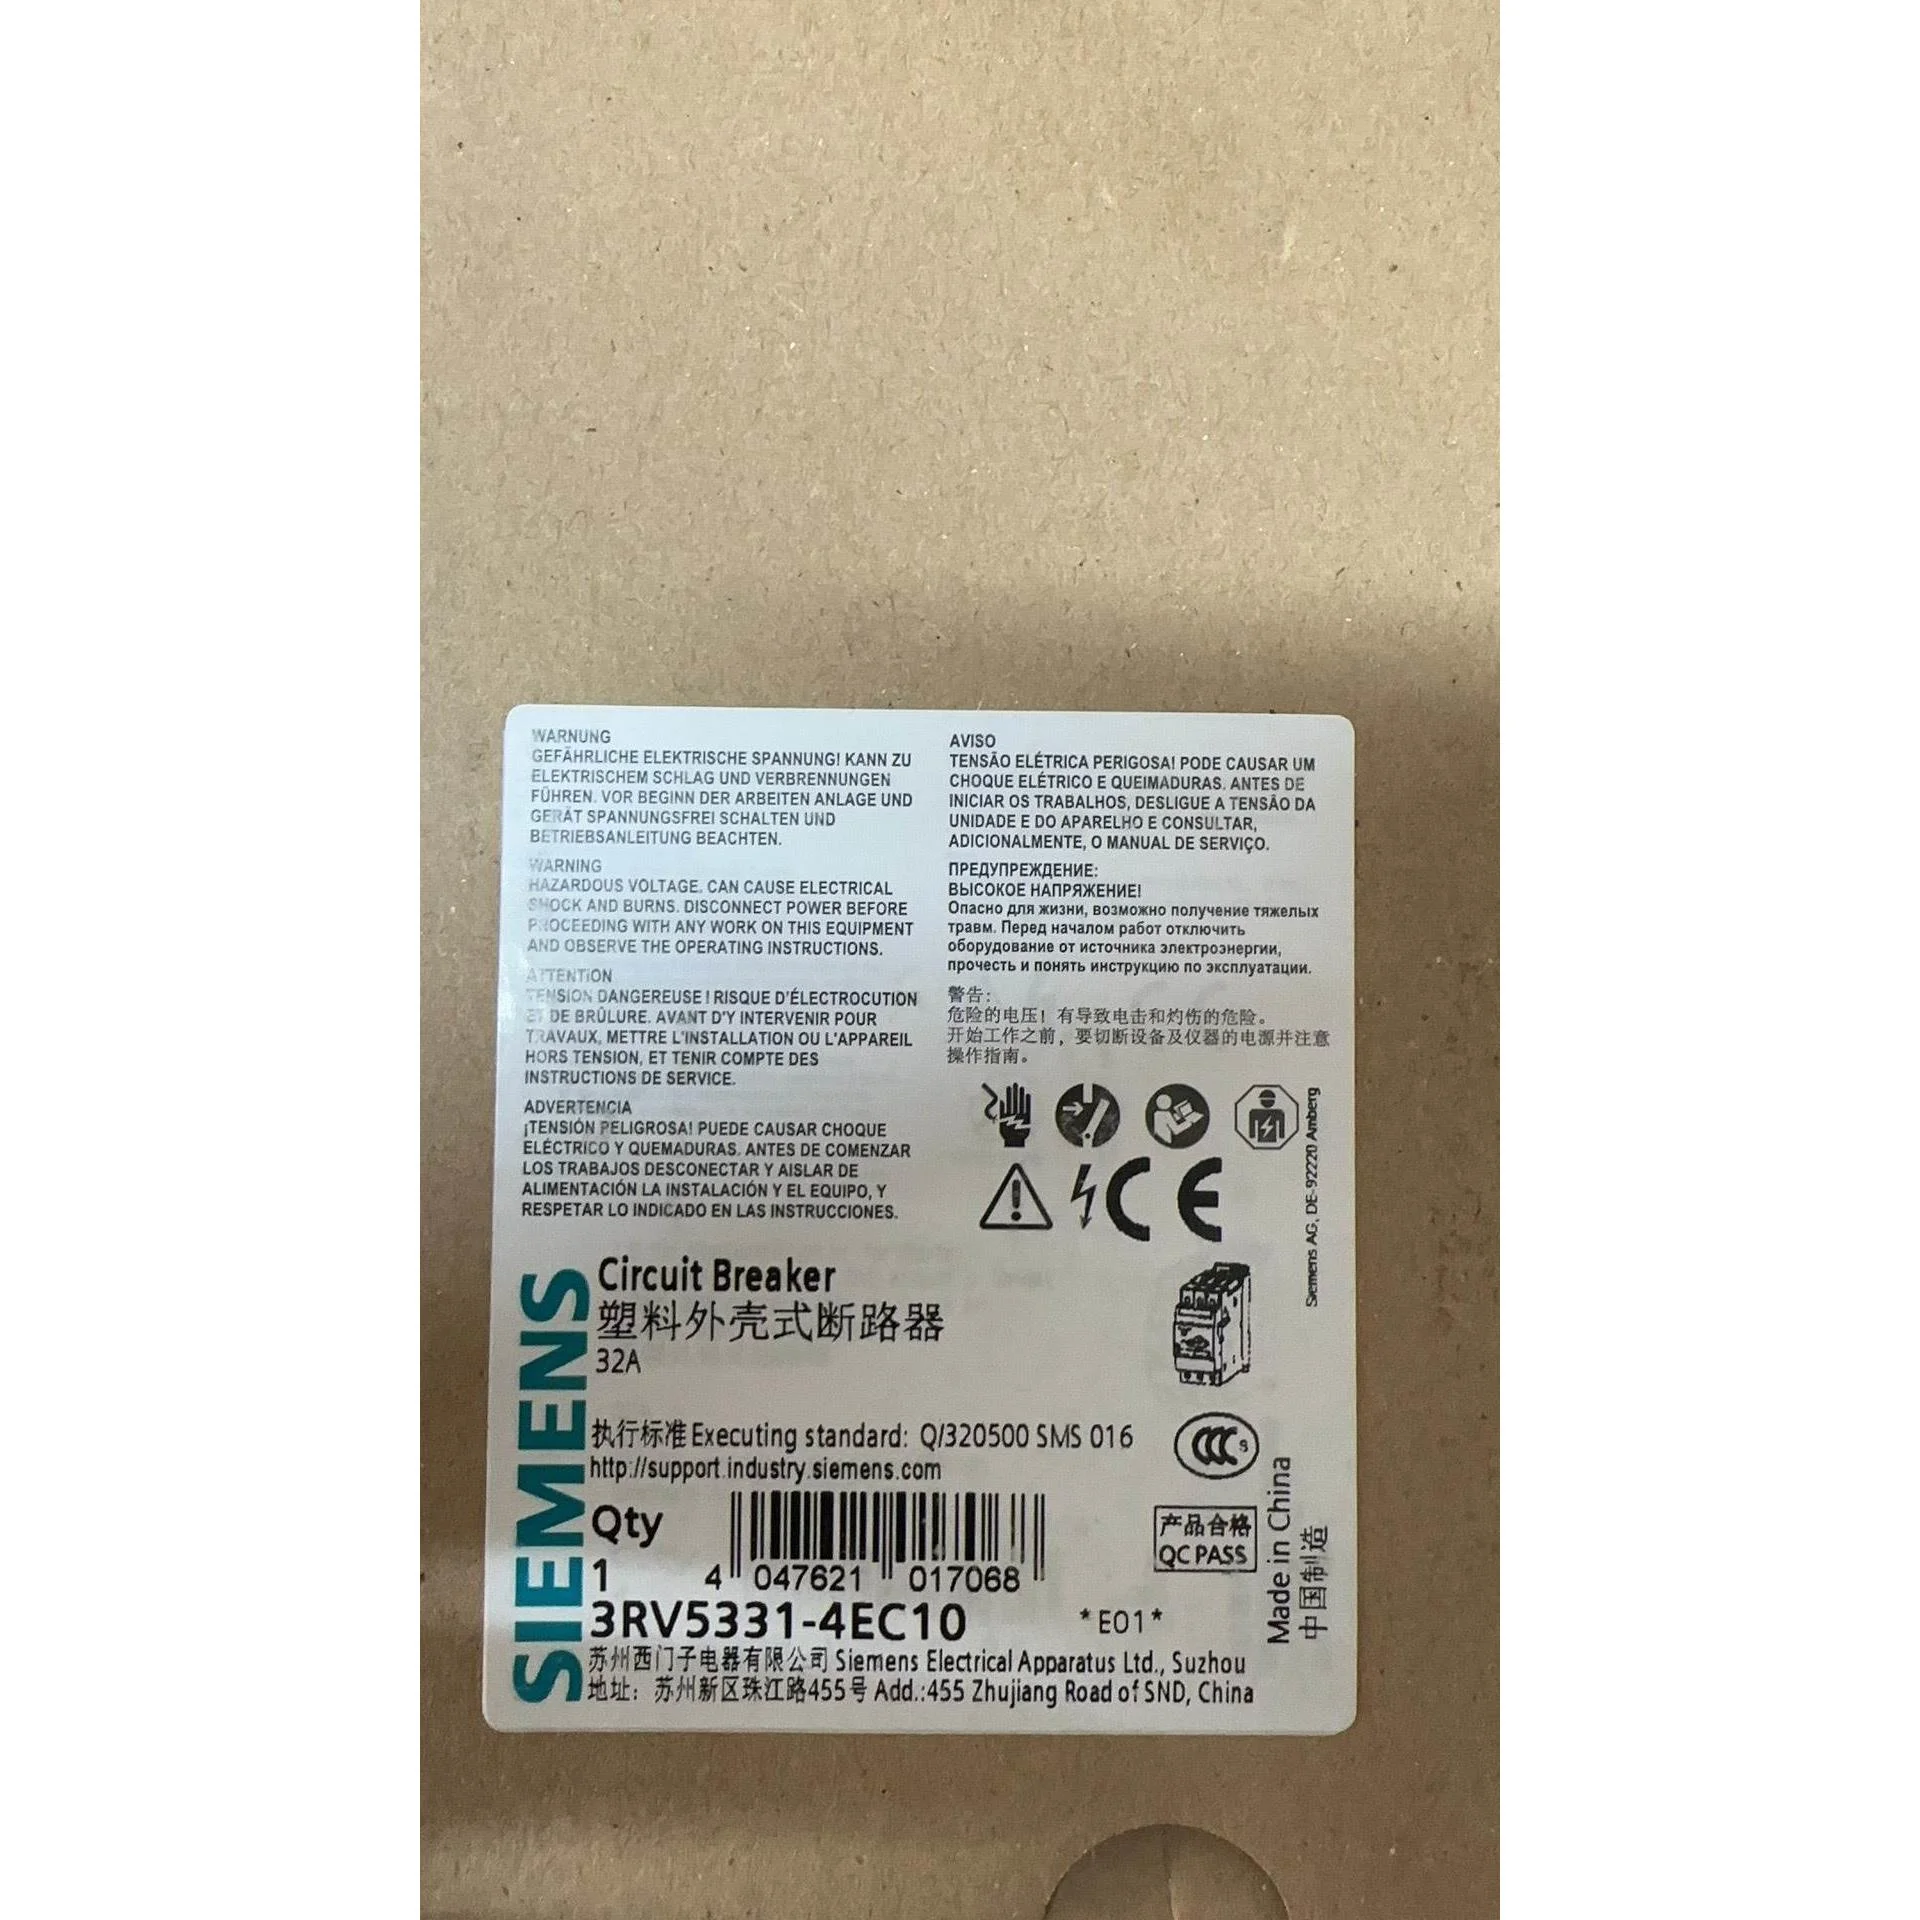 WARNUNG
GEFÄHRLICHE ELEKTRISCHE SPANNUNG! KANN ZU
ELEKTRISCHEM SCHLAG UND VERBRENNUNGEN
FÜHREN. VOR BEGINN DER ARBEITEN ANLAGE UND
GERÄT SPANNUNGSFREI SCHALTEN UND
BETRIEBSANLEITUNG BEACHTEN.
WARNING
HAZARDOUS VOLTAGE. CAN CAUSE ELECTRICAL
SHOCK AND BURNS. DISCONNECT POWER BEFORE
PROCEEDING WITH ANY WORK ON THIS EQUIPMENT
AND OBSERVE THE OPERATING INSTRUCTIONS.
ATTENTION
TENSION DANGEREUSE ! RISQUE D'ÉLECTROCUTION
ET DE BRÛLURE. AVANT D'Y INTERVENIR POUR
TRAVAUX, METTRE L'INSTALLATION OU L'APPAREIL
HORS TENSION, ET TENIR COMPTE DES
INSTRUCTIONS DE SERVICE.
ADVERTENCIA
¡TENSIÓN PELIGROSA! PUEDE CAUSAR CHOQUE
ELÉCTRICO Y QUEMADURAS. ANTES DE COMENZAR
LOS TRABAJOS DESCONECTAR Y AISLAR DE
ALIMENTACIÓN LA INSTALACIÓN Y EL EQUIPO, Y
RESPETAR LO INDICADO EN LAS INSTRUCCIONES.
AVISO
TENSÃO ELÉTRICA PERIGOSA! PODE CAUSAR UM
CHOQUE ELÉTRICO E QUEIMADURAS. ANTES DE
INICIAR OS TRABALHOS, DESLIGUE A TENSÃO DA
UNIDADE E DO APARELHO E CONSULTAR,
ADICIONALMENTE, O MANUAL DE SERVIÇO.
ПРЕДУПРЕЖДЕНИЕ:
ВЫСОКОЕ НАПРЯЖЕНИЕ!
Опасно для жизни, возможно получение тяжелых
травм. Перед началом работ отключить
оборудование от источника электроэнергии,
прочесть и понять инструкцию по эксплуатации.
警告:
危险的电压！有导致电击和灼伤的危险。
开始工作之前，要切断设备及仪器的电源并注意
操作指南。
CE
Siemens AG, DE-92220 Amberg
SIEMENS
Circuit Breaker
塑料外壳式断路器
32A
执行标准 Executing standard: Q/320500 SMS 016
http://support.industry.siemens.com
CCC S
Qty
1
4 047621 017068
产品合格
QC PASS
Made in China
中国制造
3RV5331-4EC10 *E01*
苏州西门子电器有限公司 Siemens Electrical Apparatus Ltd., Suzhou
地址：苏州新区珠江路455号 Add.:455 Zhujiang Road of SND, China